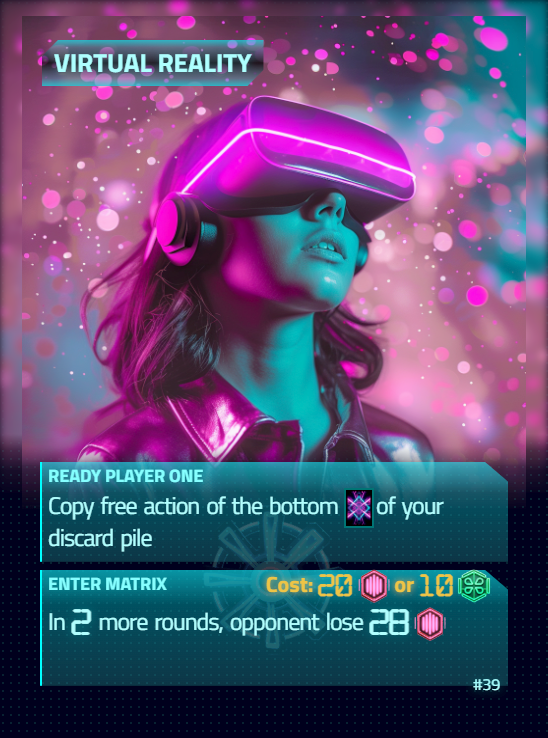 VIRTUAL REALITY
READY PLAYER ONE
Copy free action of the bottom of your
discard pile
ENTER MATRIX Cost: 20 or 10
In 2 more rounds, opponent lose 28
#39